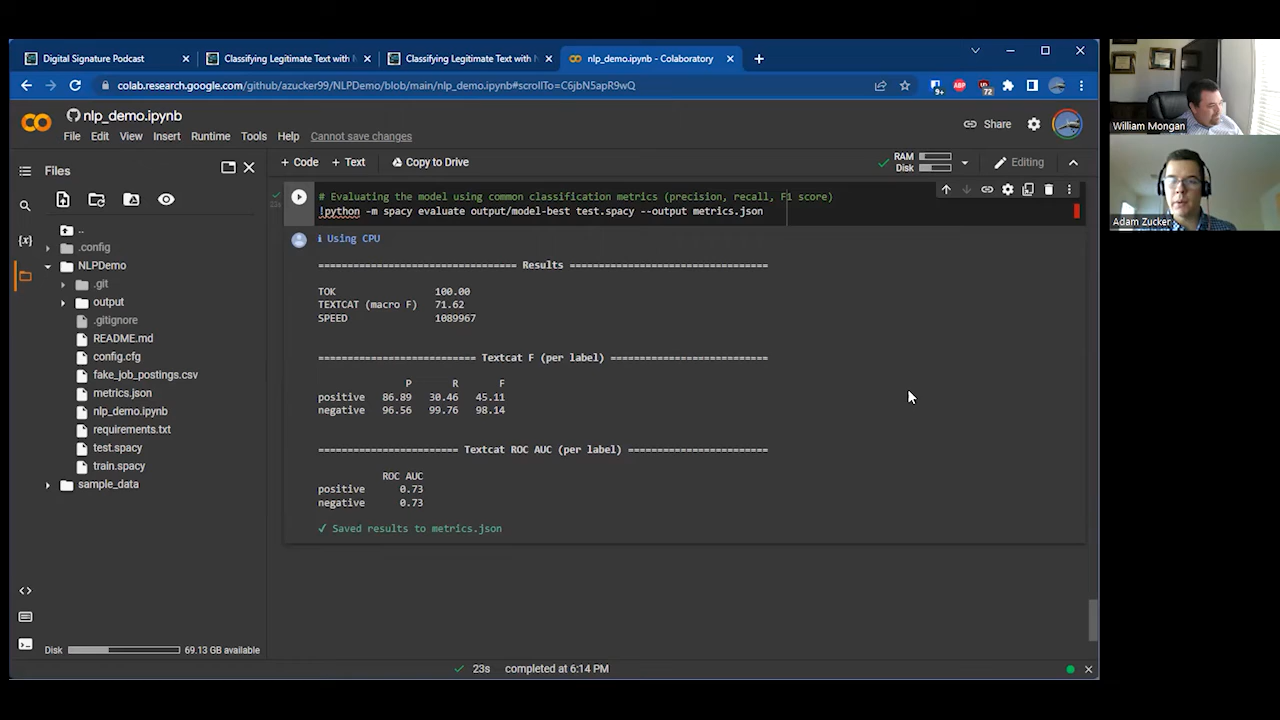 Digital Signature Podcast
Classifying Legitimate Text with N
Classifying Legitimate Text with N
nlp_demo.ipynb - Colaboratory
colab.research.google.com/github/azucker99/NLPDemo/blob/main/nlp_demo.ipynb#scrollTo=C6jbN5apR9wQ
9+
ABP
72
nlp_demo.ipynb
File Edit View Insert Runtime Tools Help Cannot save changes
Share
Files
+ Code + Text Copy to Drive
RAM
Disk
Editing
..
.config
NLPDemo
.git
output
.gitignore
README.md
config.cfg
fake_job_postings.csv
metrics.json
nlp_demo.ipynb
requirements.txt
test.spacy
train.spacy
sample_data
Disk 69.13 GB available
23s
# Evaluating the model using common classification metrics (precision, recall, F1 score)
!python -m spacy evaluate output/model-best test.spacy --output metrics.json
ℹ Using CPU
================================== Results ==================================
TOK 100.00
TEXTCAT (macro F) 71.62
SPEED 1089967
=========================== Textcat F (per label) ===========================
P R F
positive 86.89 30.46 45.11
negative 96.56 99.76 98.14
======================== Textcat ROC AUC (per label) ========================
ROC AUC
positive 0.73
negative 0.73
✓ Saved results to metrics.json
✓ 23s completed at 6:14 PM
William Mongan
Adam Zucker